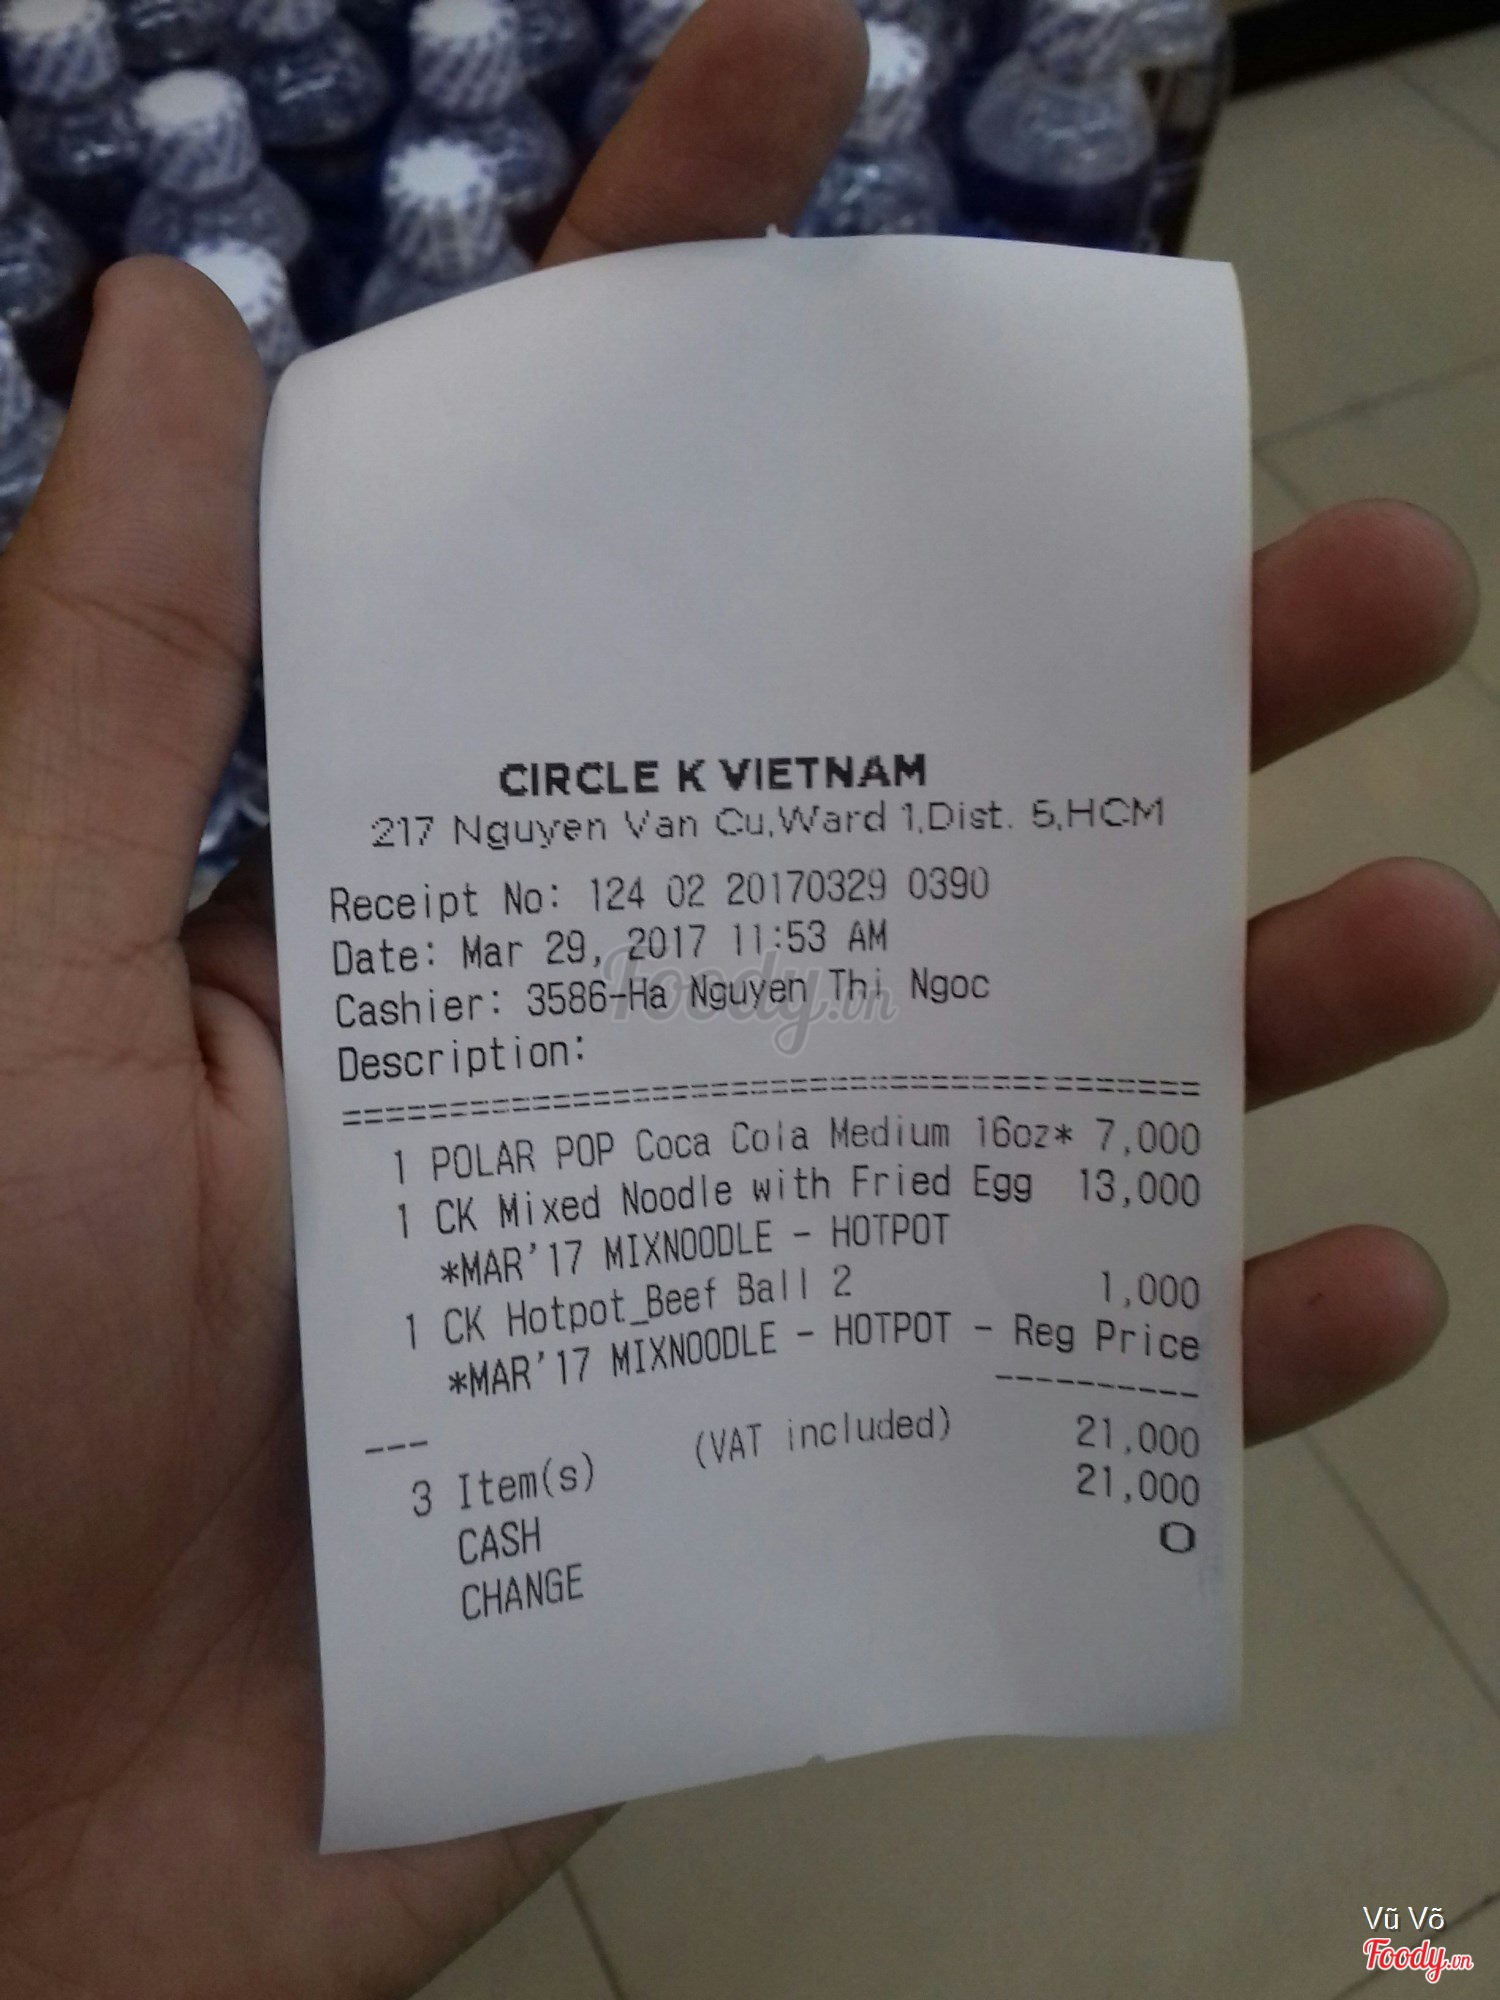 CIRCLE K VIETNAM
217 Nguyen Van Cu,Ward 1,Dist. 5,HCM
Receipt No: 124 02 20170329 0390
Date: Mar 29, 2017 11:53 AM
Cashier: 3586-Ha Nguyen Thi Ngoc
Description:
========================================
1 POLAR POP Coca Cola Medium 16oz* 7,000
1 CK Mixed Noodle with Fried Egg 13,000
*MAR'17 MIXNOODLE - HOTPOT
1 CK Hotpot_Beef Ball 2 1,000
*MAR'17 MIXNOODLE - HOTPOT - Reg Price
--- ----------
3 Item(s) (VAT included) 21,000
CASH 21,000
CHANGE 0
Foody.vn
Vũ Võ
Foody.vn